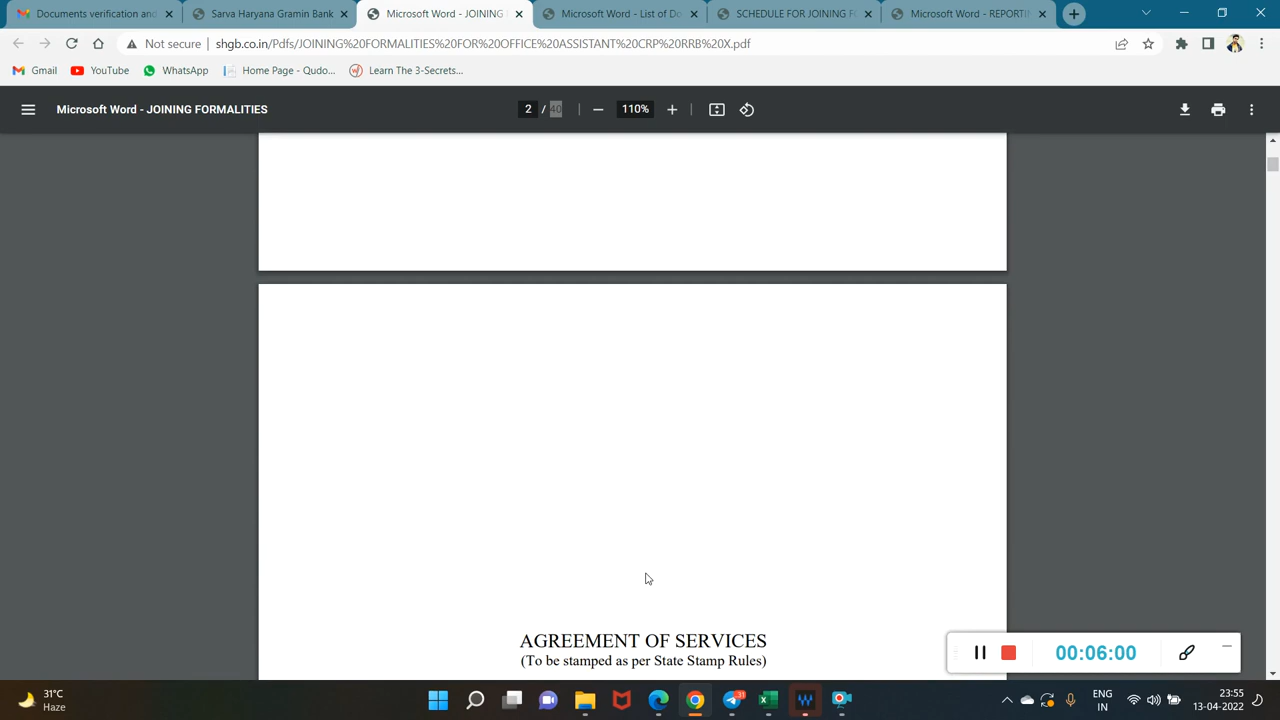 Documents verification and
Sarva Haryana Gramin Bank
Microsoft Word - JOINING
Microsoft Word - List of Do
SCHEDULE FOR JOINING F
Microsoft Word - REPORTIN
Not secure
shgb.co.in/Pdfs/JOINING%20FORMALITIES%20FOR%20OFFICE%20ASSISTANT%20CRP%20RRB%20X.pdf
Gmail
YouTube
WhatsApp
Home Page - Qudo...
Learn The 3-Secrets...
Microsoft Word - JOINING FORMALITIES
2 / 40
110%
AGREEMENT OF SERVICES
(To be stamped as per State Stamp Rules)
00:06:00
31°C
Haze
31
ENG
IN
23:55
13-04-2022